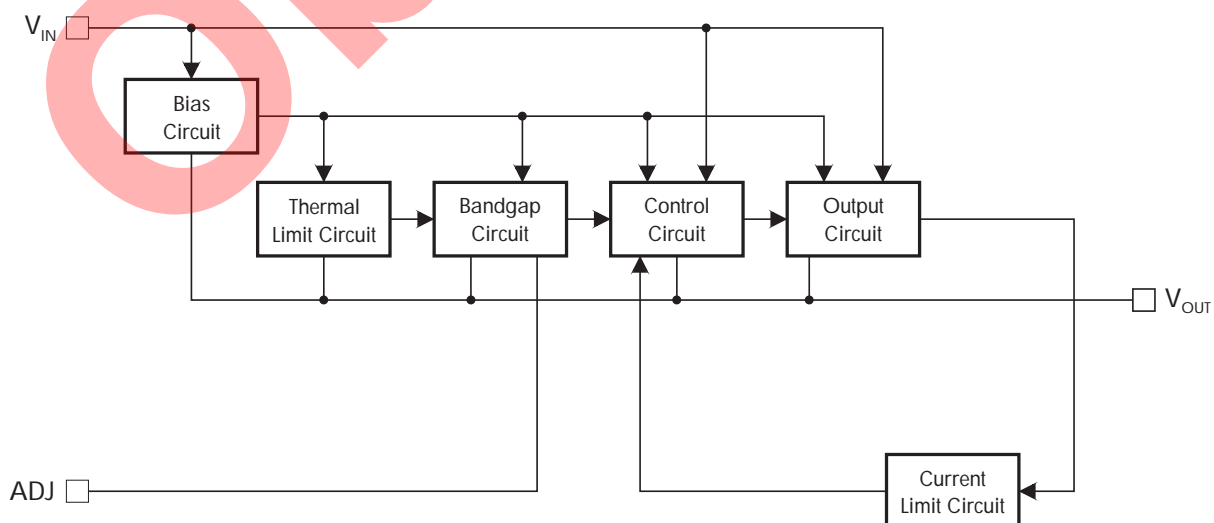 VIN
Bias
Circuit
Thermal
Limit Circuit
Bandgap
Circuit
Control
Circuit
Output
Circuit
VOUT
ADJ
Current
Limit Circuit